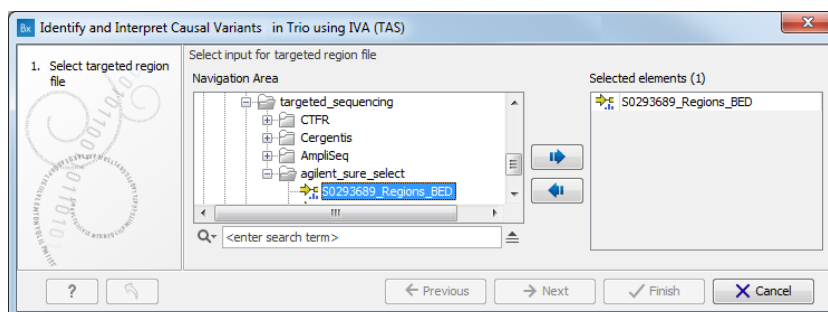 Bx Identify and Interpret Causal Variants in Trio using IVA (TAS)
1. Select targeted region
file
Select input for targeted region file
Navigation Area
targeted_sequencing
CTFR
Cergentis
AmpliSeq
agilent_sure_select
S0293689_Regions_BED
<enter search term>
Selected elements (1)
S0293689_Regions_BED
?
Previous
Next
Finish
Cancel